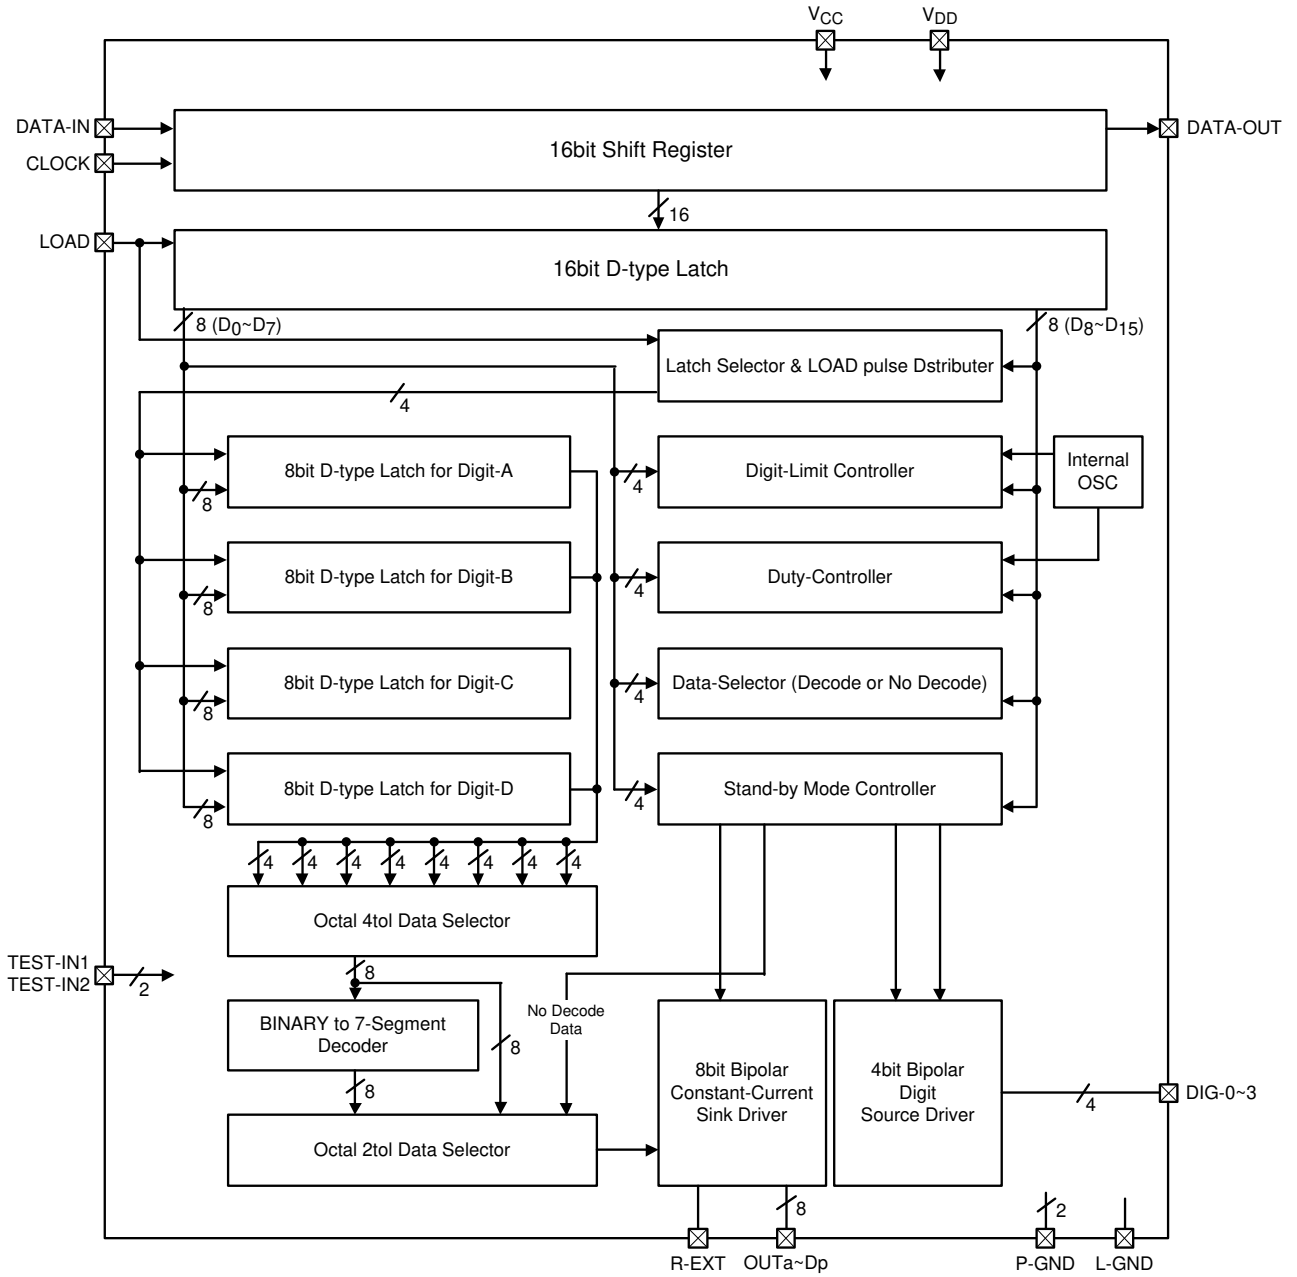 VCC
VDD
DATA-IN
16bit Shift Register
DATA-OUT
CLOCK
16
LOAD
16bit D-type Latch
8 (D0~D7)
8 (D8~D15)
Latch Selector & LOAD pulse Dstributer
4
8bit D-type Latch for Digit-A
8
4
Digit-Limit Controller
Internal
OSC
8bit D-type Latch for Digit-B
8
4
Duty-Controller
8bit D-type Latch for Digit-C
8
4
Data-Selector (Decode or No Decode)
8bit D-type Latch for Digit-D
8
4
Stand-by Mode Controller
4
4
4
4
4
4
4
4
Octal 4tol Data Selector
TEST-IN1
TEST-IN2
2
8
BINARY to 7-Segment
Decoder
8
No Decode
Data
8
Octal 2tol Data Selector
8bit Bipolar
Constant-Current
Sink Driver
4bit Bipolar
Digit
Source Driver
4
DIG-0~3
8
2
R-EXT
OUTa~Dp
P-GND
L-GND